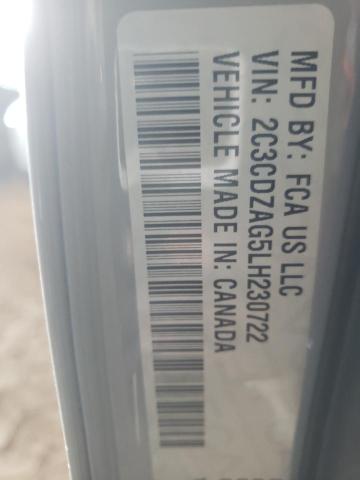 MFD BY: FCA US LLC
VIN: 2C3CDZAG5LH230722
VEHICLE MADE IN: CANADA